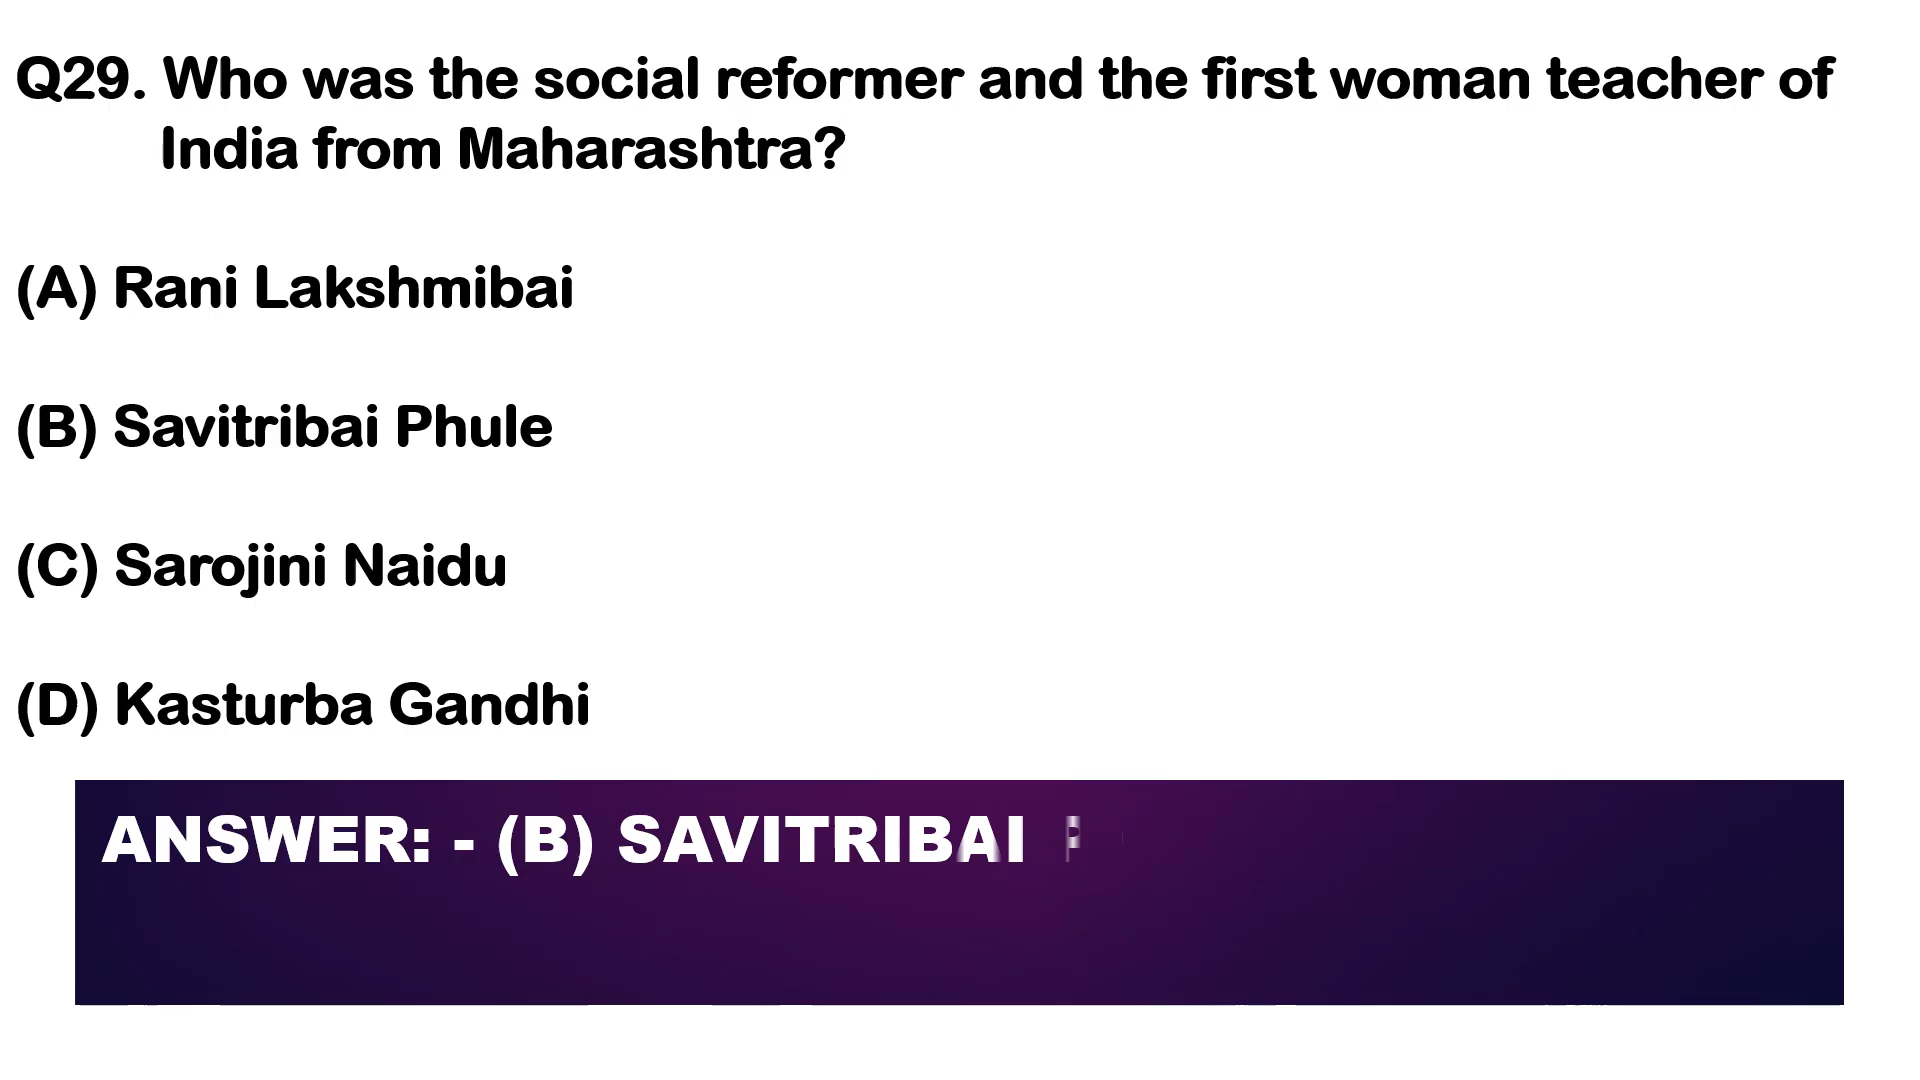 Q29. Who was the social reformer and the first woman teacher of
India from Maharashtra?
(A) Rani Lakshmibai
(B) Savitribai Phule
(C) Sarojini Naidu
(D) Kasturba Gandhi
ANSWER: - (B) SAVITRIBAI